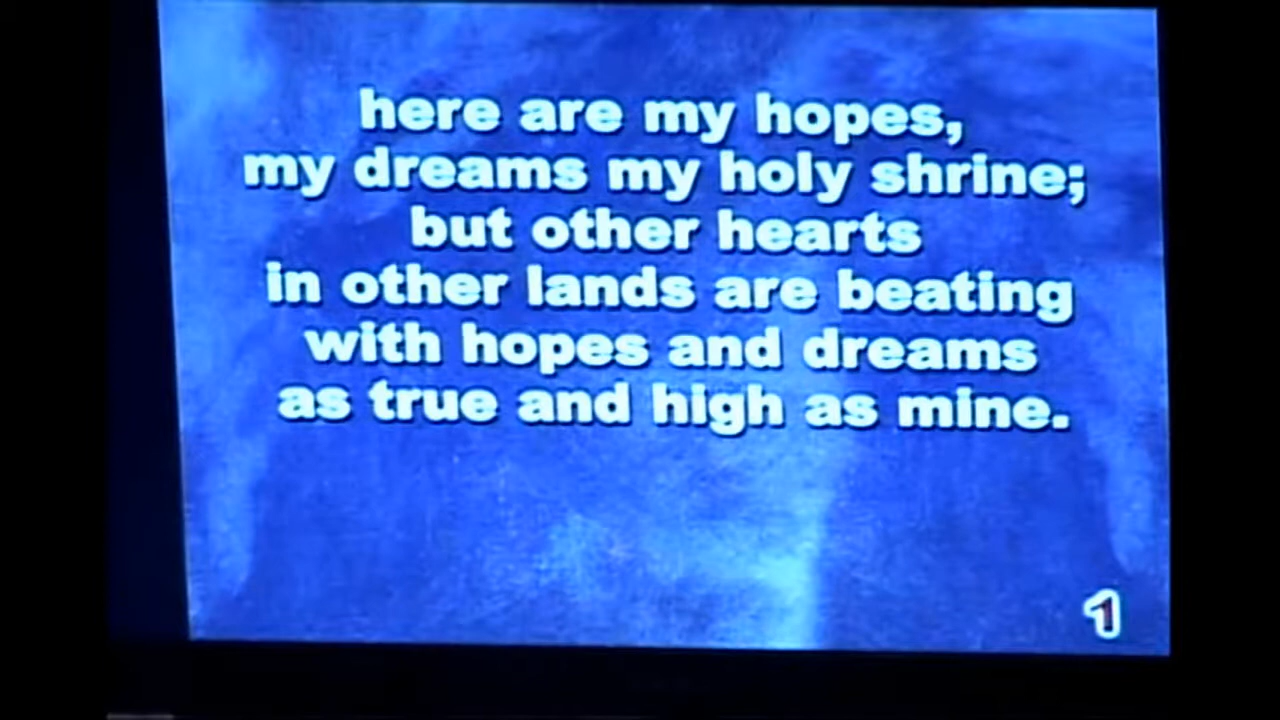 here are my hopes,
my dreams my holy shrine;
but other hearts
in other lands are beating
with hopes and dreams
as true and high as mine.
1